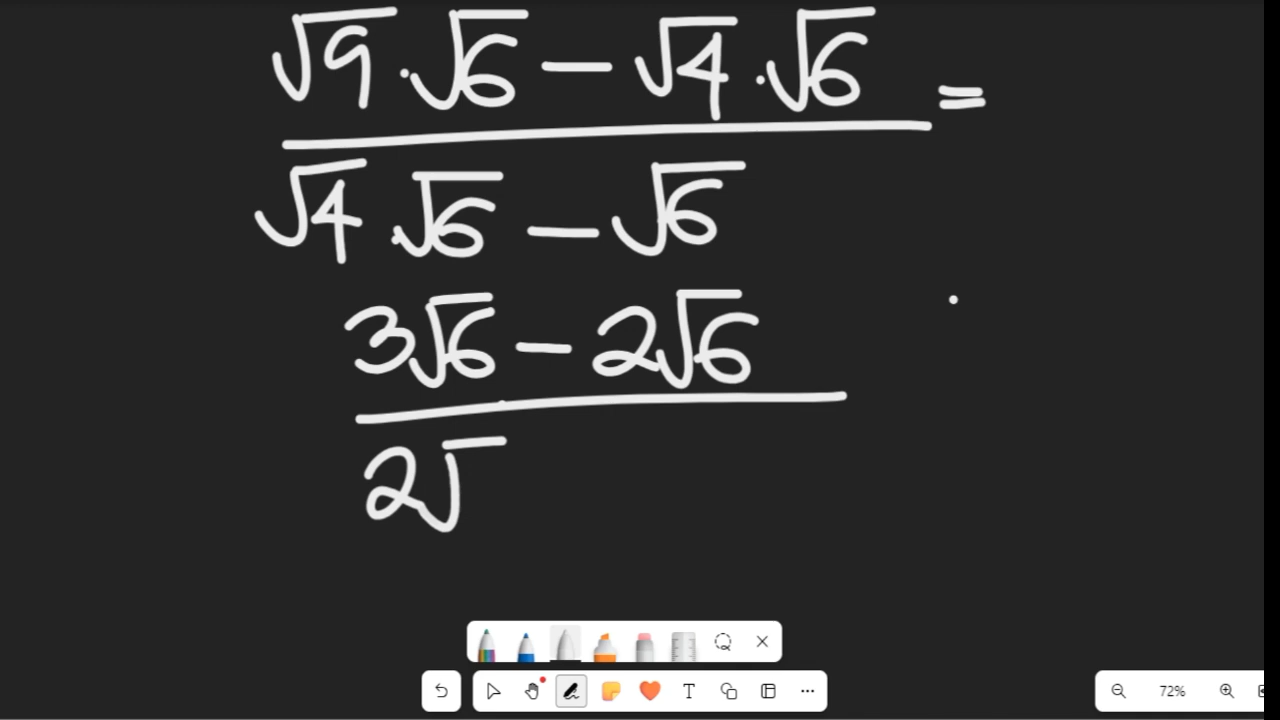 √9 · √6 — √4 · √6 =
√4 · √6 — √6
3√6 — 2√6
2√
72%